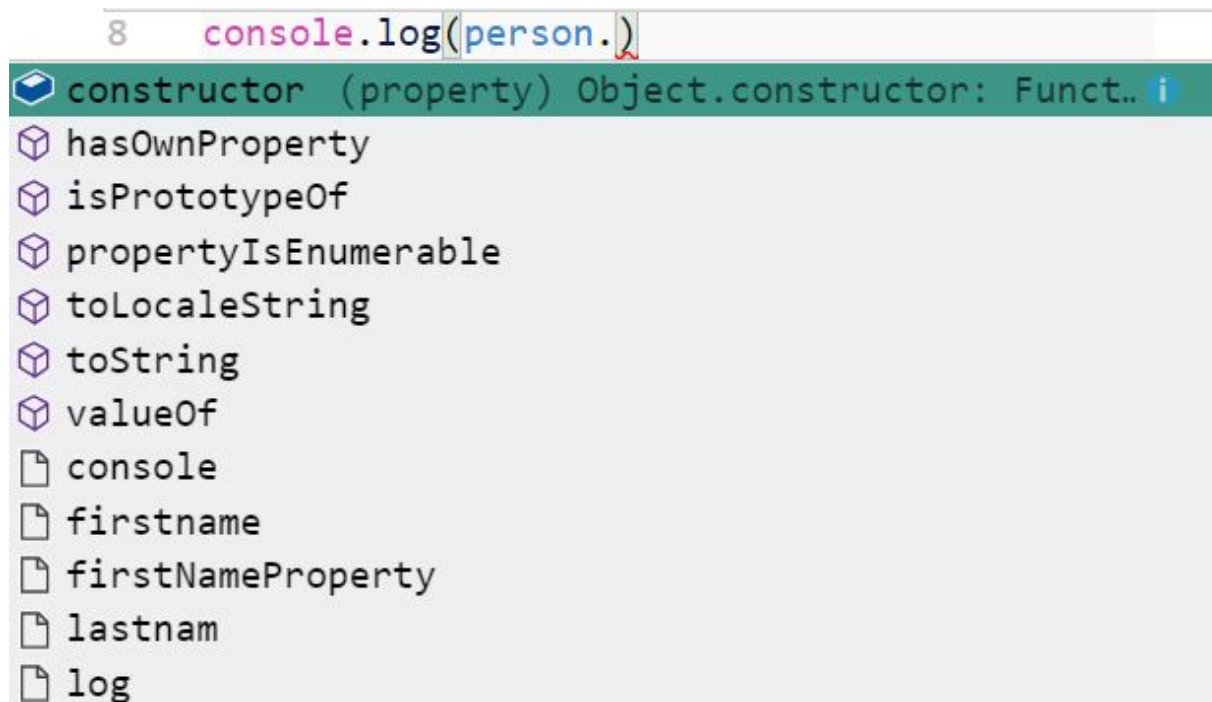 8 console.log(person.)
constructor (property) Object.constructor: Funct… i
hasOwnProperty
isPrototypeOf
propertyIsEnumerable
toLocaleString
toString
valueOf
console
firstname
firstNameProperty
lastnam
log